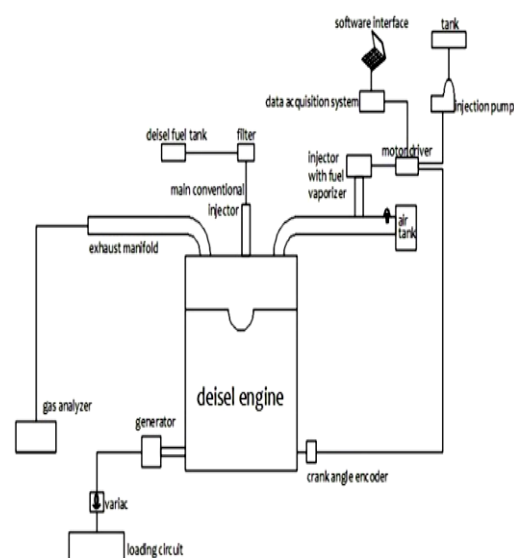 software interface
tank
data acquisition system
injection pump
deisel fuel tank
filter
injector
with fuel
vaporizer
motor driver
main conventional
injector
air
tank
exhaust manifold
deisel engine
gas analyzer
generator
crank angle encoder
variac
loading circuit